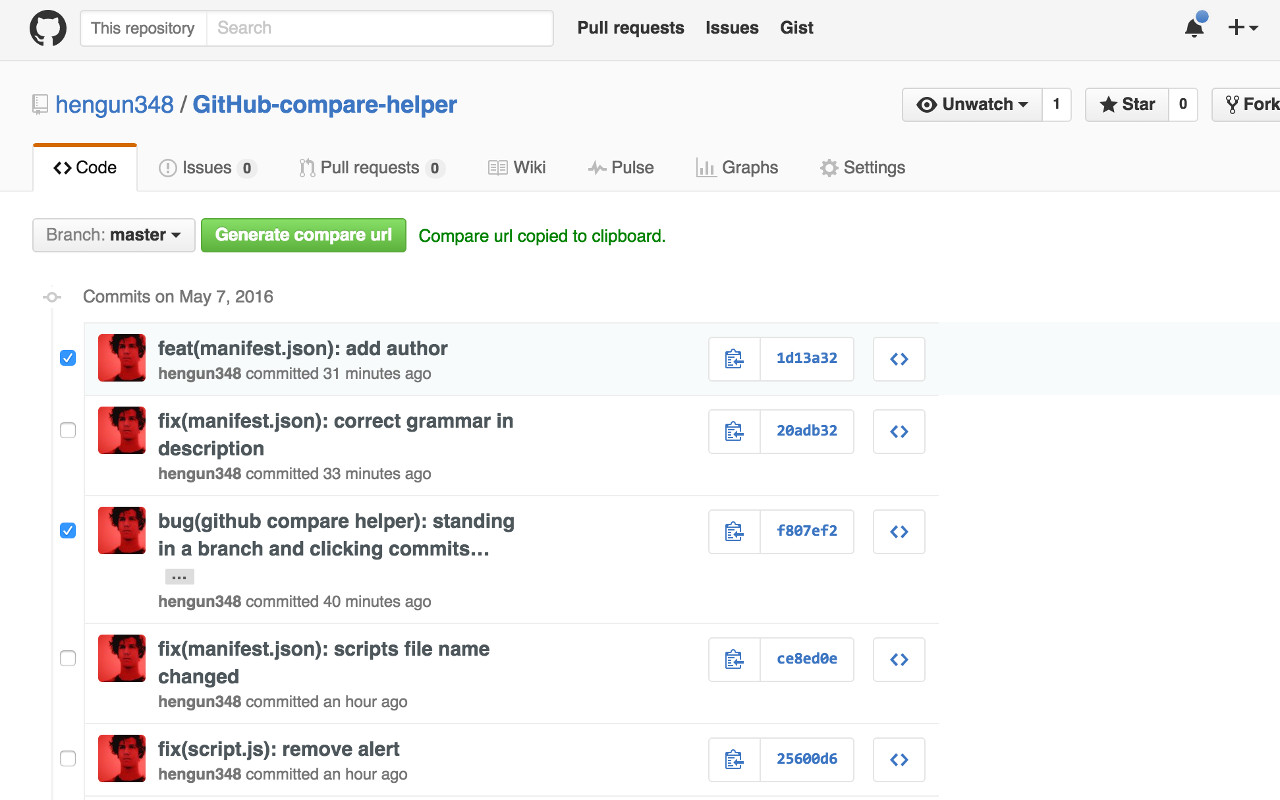 This repository Search Pull requests Issues Gist
hengun348 / GitHub-compare-helper Unwatch 1 Star 0 Fork
Code Issues 0 Pull requests 0 Wiki Pulse Graphs Settings
Branch: master Generate compare url Compare url copied to clipboard.
Commits on May 7, 2016
feat(manifest.json): add author
hengun348 committed 31 minutes ago
1d13a32
fix(manifest.json): correct grammar in
description
hengun348 committed 33 minutes ago
20adb32
bug(github compare helper): standing
in a branch and clicking commits…
…
hengun348 committed 40 minutes ago
f807ef2
fix(manifest.json): scripts file name
changed
hengun348 committed an hour ago
ce8ed0e
fix(script.js): remove alert
hengun348 committed an hour ago
25600d6